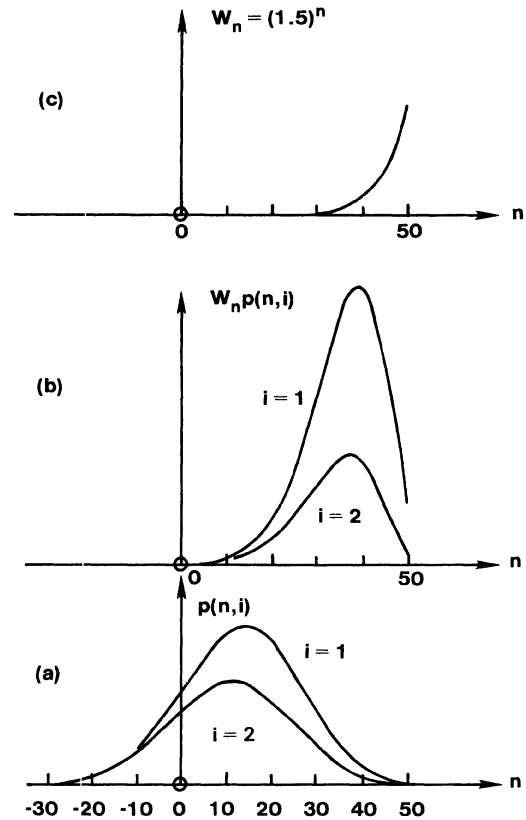 W_n = (1.5)^n
(c)
n
0 50
W_n p(n,i)
(b)
i = 1
i = 2
n
0 50
p(n,i)
i = 1
(a)
i = 2
n
-30 -20 -10 0 10 20 30 40 50